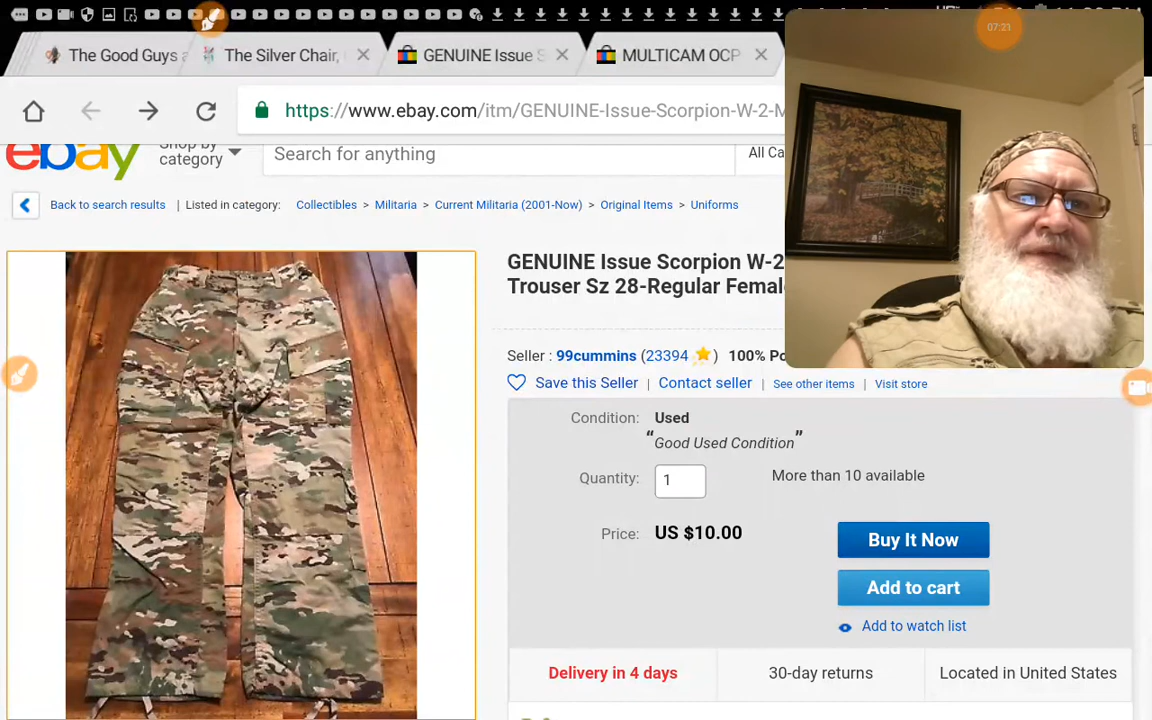 07:21
The Good Guys a
The Silver Chair,
GENUINE Issue S
MULTICAM OCP
https://www.ebay.com/itm/GENUINE-Issue-Scorpion-W-2-M
ebay
Shop by
category
Search for anything
All Ca
Back to search results | Listed in category: Collectibles > Militaria > Current Militaria (2001-Now) > Original Items > Uniforms
GENUINE Issue Scorpion W-2
Trouser Sz 28-Regular Femal
Seller : 99cummins (23394 ) 100% Po
Save this Seller | Contact seller | See other items | Visit store
Condition: Used
“Good Used Condition”
Quantity: 1 More than 10 available
Price: US $10.00
Buy It Now
Add to cart
Add to watch list
Delivery in 4 days
30-day returns
Located in United States